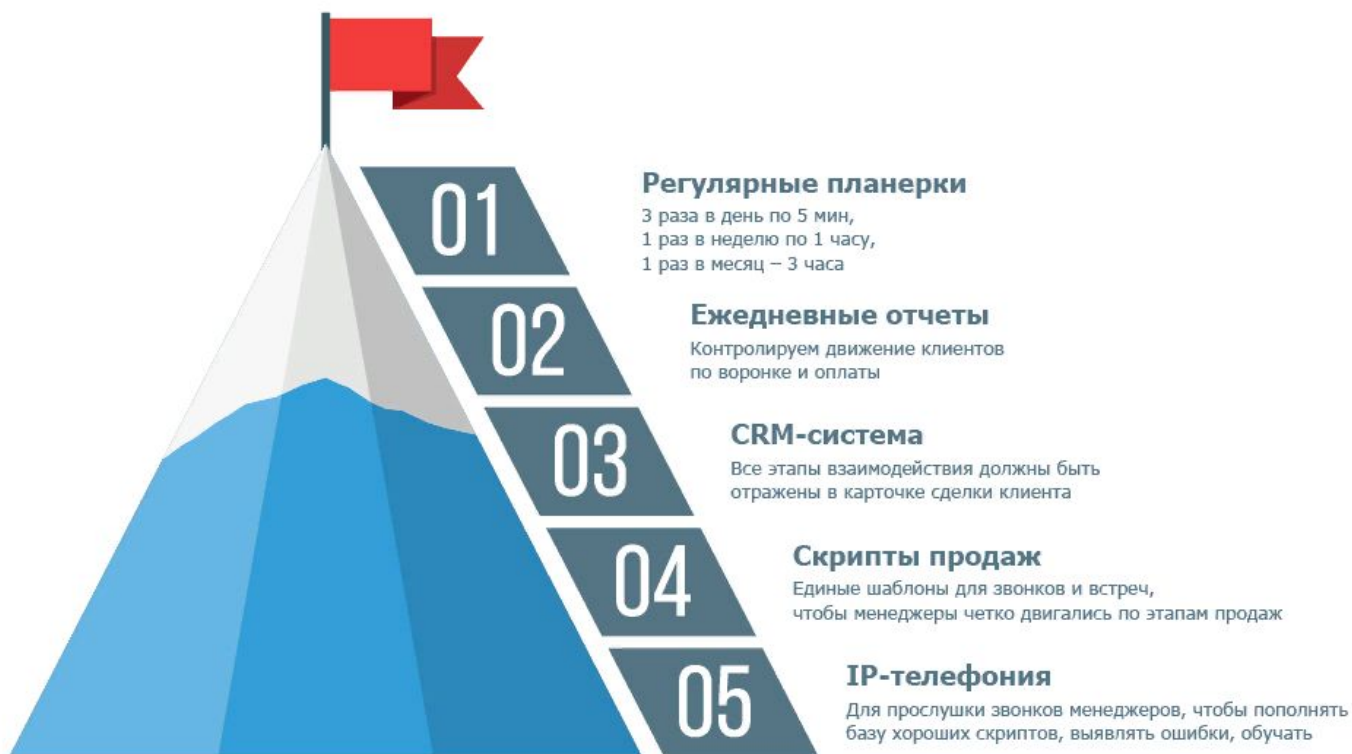 01
Регулярные планерки
3 раза в день по 5 мин,
1 раз в неделю по 1 часу,
1 раз в месяц – 3 часа
02
Ежедневные отчеты
Контролируем движение клиентов
по воронке и оплаты
03
CRM-система
Все этапы взаимодействия должны быть
отражены в карточке сделки клиента
04
Скрипты продаж
Единые шаблоны для звонков и встреч,
чтобы менеджеры четко двигались по этапам продаж
05
IP-телефония
Для прослушки звонков менеджеров, чтобы пополнять
базу хороших скриптов, выявлять ошибки, обучать